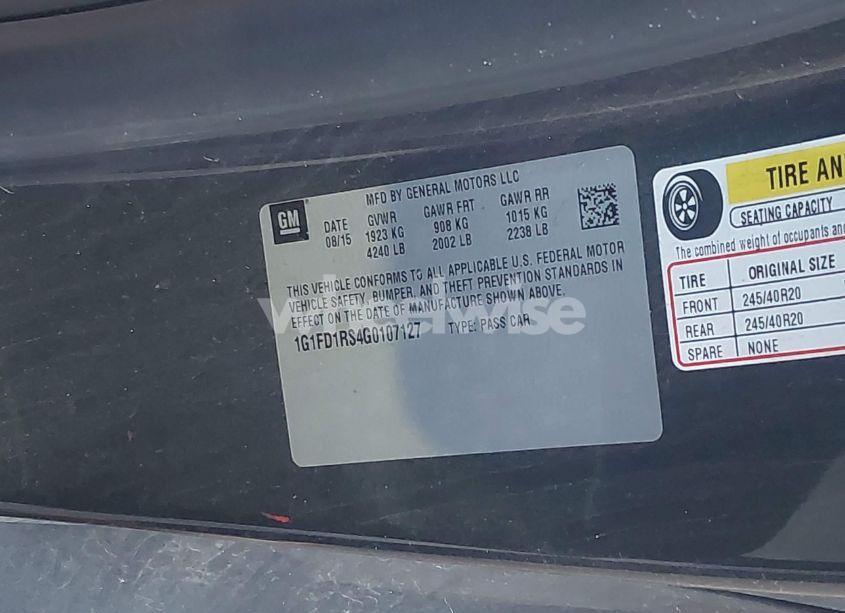 GM
MFD BY GENERAL MOTORS LLC
DATE GVWR GAWR FRT GAWR RR
08/15 1923 KG 908 KG 1015 KG
4240 LB 2002 LB 2238 LB
THIS VEHICLE CONFORMS TO ALL APPLICABLE U.S. FEDERAL MOTOR
VEHICLE SAFETY, BUMPER, AND THEFT PREVENTION STANDARDS IN
EFFECT ON THE DATE OF MANUFACTURE SHOWN ABOVE.
1G1FD1RS4G0107127 TYPE: PASS CAR
wheelwise
TIRE AN
SEATING CAPACITY
The combined weight of occupants and
TIRE ORIGINAL SIZE
FRONT 245/40R20
REAR 245/40R20
SPARE NONE